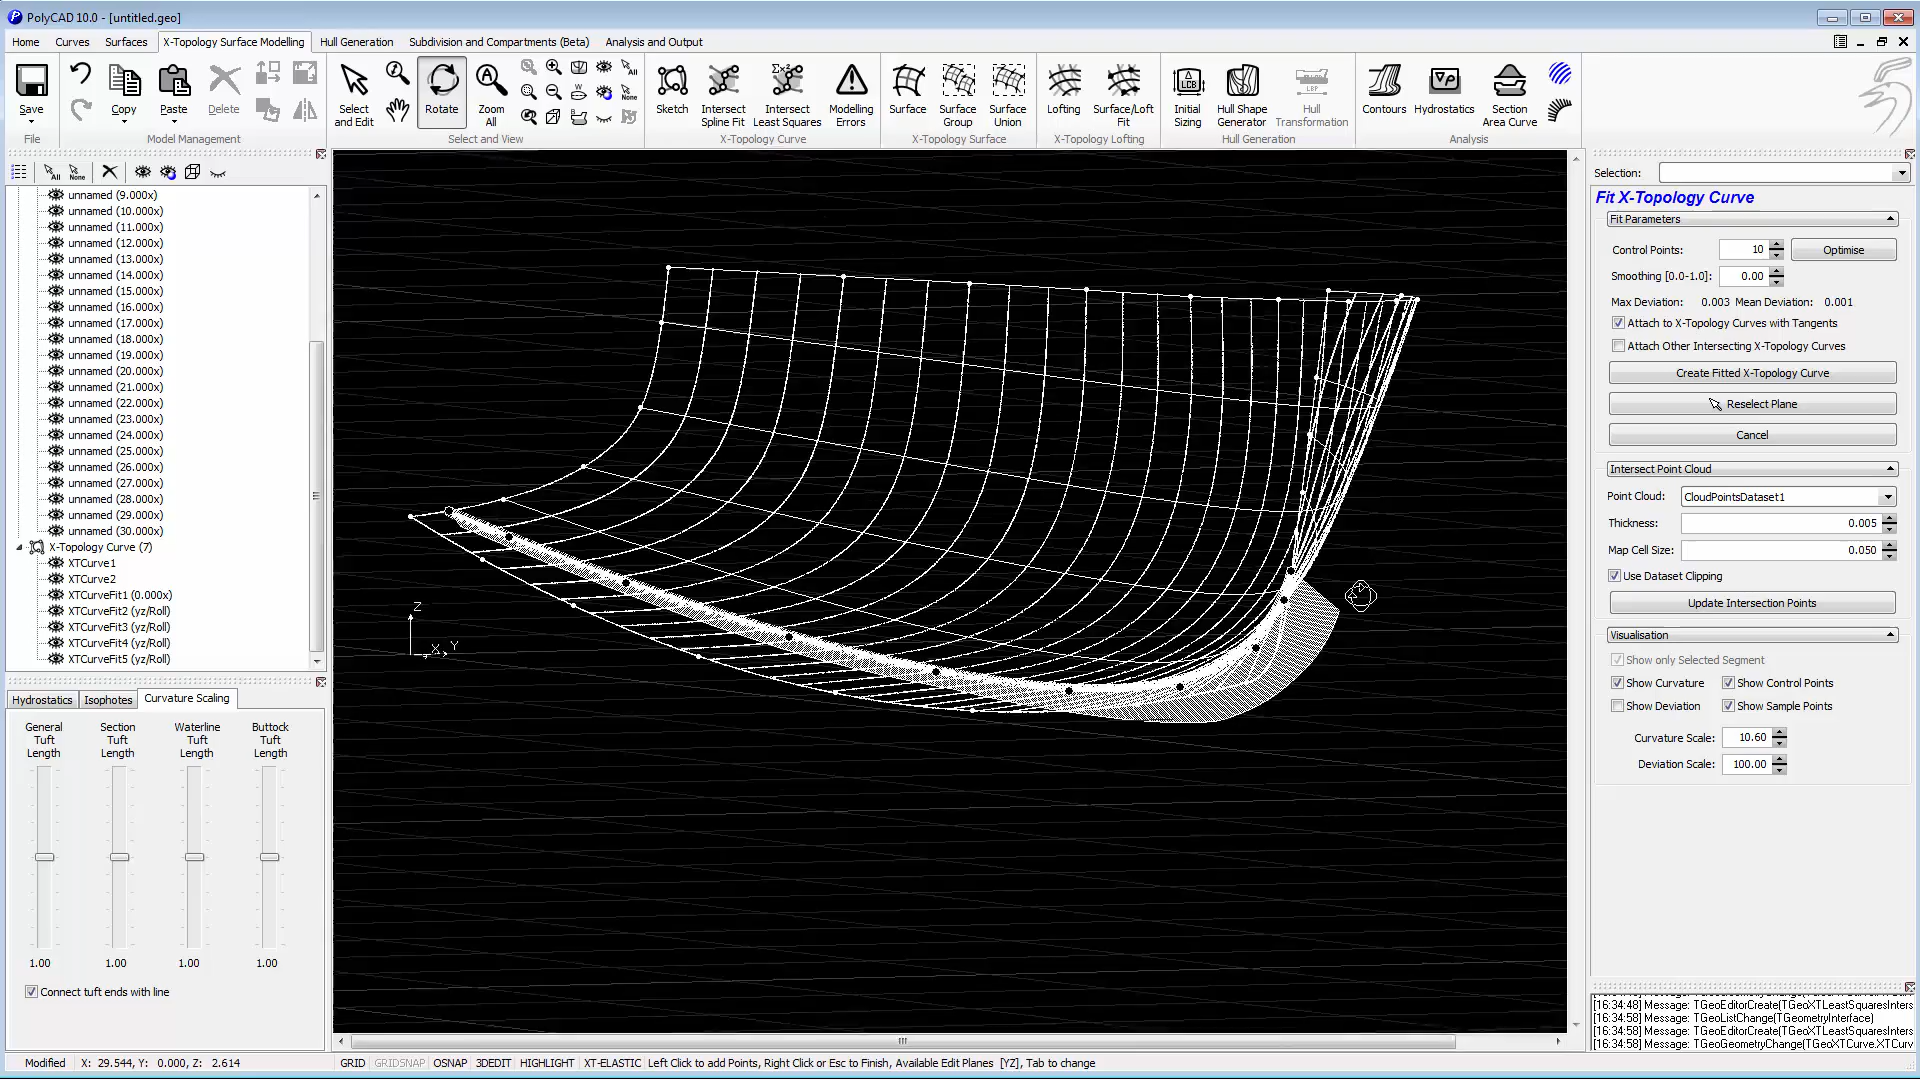 PolyCAD 10.0 - [untitled.geo]
Home Curves Surfaces X-Topology Surface Modelling Hull Generation Subdivision and Compartments (Beta) Analysis and Output
Save Copy Paste Delete Select and Edit Rotate Zoom All Sketch Intersect Spline Fit Intersect Least Squares Modelling Errors Surface Surface Group Surface Union Lofting Surface/Loft Fit Initial Sizing Hull Shape Generator Hull Transformation Contours Hydrostatics Section Area Curve
File Model Management Select and View X-Topology Curve X-Topology Surface X-Topology Lofting Hull Generation Analysis
unnamed (9.000x)
unnamed (10.000x)
unnamed (11.000x)
unnamed (12.000x)
unnamed (13.000x)
unnamed (14.000x)
unnamed (15.000x)
unnamed (16.000x)
unnamed (17.000x)
unnamed (18.000x)
unnamed (19.000x)
unnamed (20.000x)
unnamed (21.000x)
unnamed (22.000x)
unnamed (23.000x)
unnamed (24.000x)
unnamed (25.000x)
unnamed (26.000x)
unnamed (27.000x)
unnamed (28.000x)
unnamed (29.000x)
unnamed (30.000x)
X-Topology Curve (7)
XTCurve1
XTCurve2
XTCurveFit1 (0.000x)
XTCurveFit2 (yz/Roll)
XTCurveFit3 (yz/Roll)
XTCurveFit4 (yz/Roll)
XTCurveFit5 (yz/Roll)
Hydrostatics Isophotes Curvature Scaling
General Tuft Length
Section Tuft Length
Waterline Tuft Length
Buttock Tuft Length
1.00 1.00 1.00 1.00
Connect tuft ends with line
Z
X Y
Selection:
Fit X-Topology Curve
Fit Parameters
Control Points: 10 Optimise
Smoothing [0.0-1.0]: 0.00
Max Deviation: 0.003 Mean Deviation: 0.001
Attach to X-Topology Curves with Tangents
Attach Other Intersecting X-Topology Curves
Create Fitted X-Topology Curve
Reselect Plane
Cancel
Intersect Point Cloud
Point Cloud: CloudPointsDataset1
Thickness: 0.005
Map Cell Size: 0.050
Use Dataset Clipping
Update Intersection Points
Visualisation
Show only Selected Segment
Show Curvature Show Control Points
Show Deviation Show Sample Points
Curvature Scale: 10.60
Deviation Scale: 100.00
[16:34:48] Message: TGeoEditorCreate(TGeoXTLeastSquaresInters
[16:34:58] Message: TGeoListChange(TGeometryInterface)
[16:34:58] Message: TGeoEditorCreate(TGeoXTLeastSquaresInters
[16:34:58] Message: TGeoGeometryChange(TGeoXTCurve.XTCurv
Modified X: 29.544, Y: 0.000, Z: 2.614 GRID GRIDSNAP OSNAP 3DEDIT HIGHLIGHT XT-ELASTIC Left Click to add Points, Right Click or Esc to Finish, Available Edit Planes [YZ], Tab to change